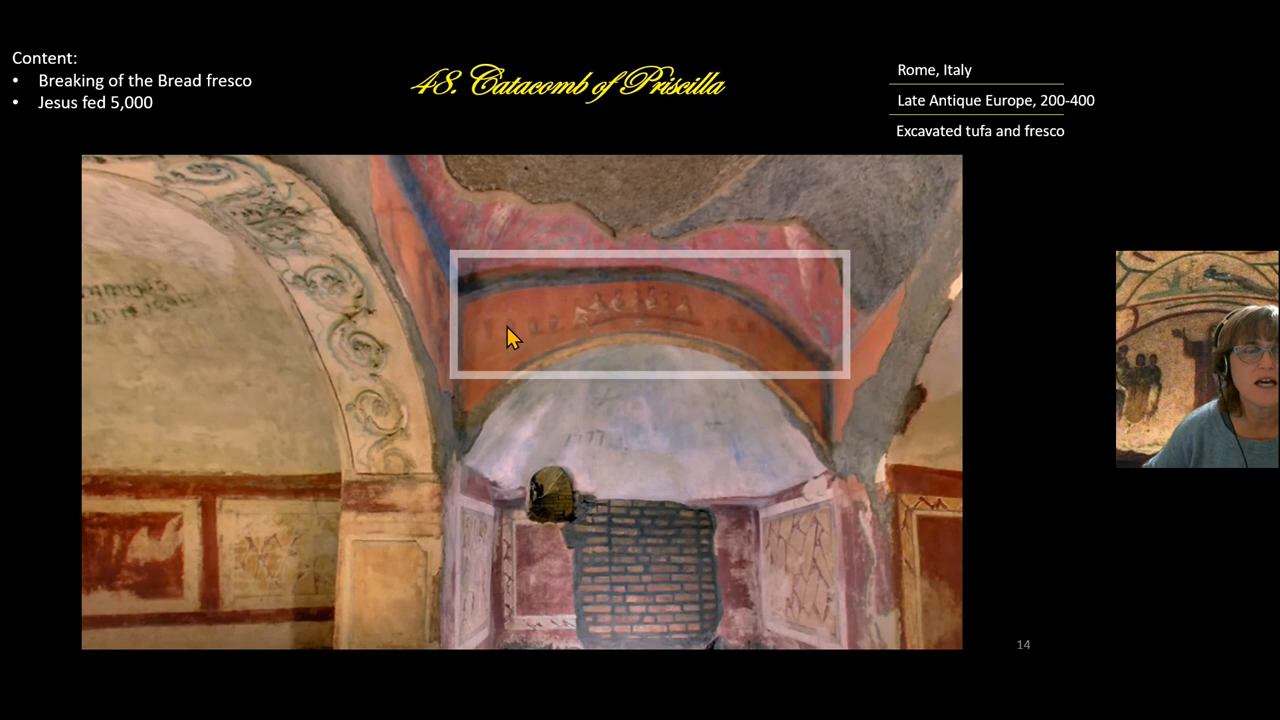 Content:
• Breaking of the Bread fresco
• Jesus fed 5,000
48. Catacomb of Priscilla
Rome, Italy
Late Antique Europe, 200-400
Excavated tufa and fresco
1777
14